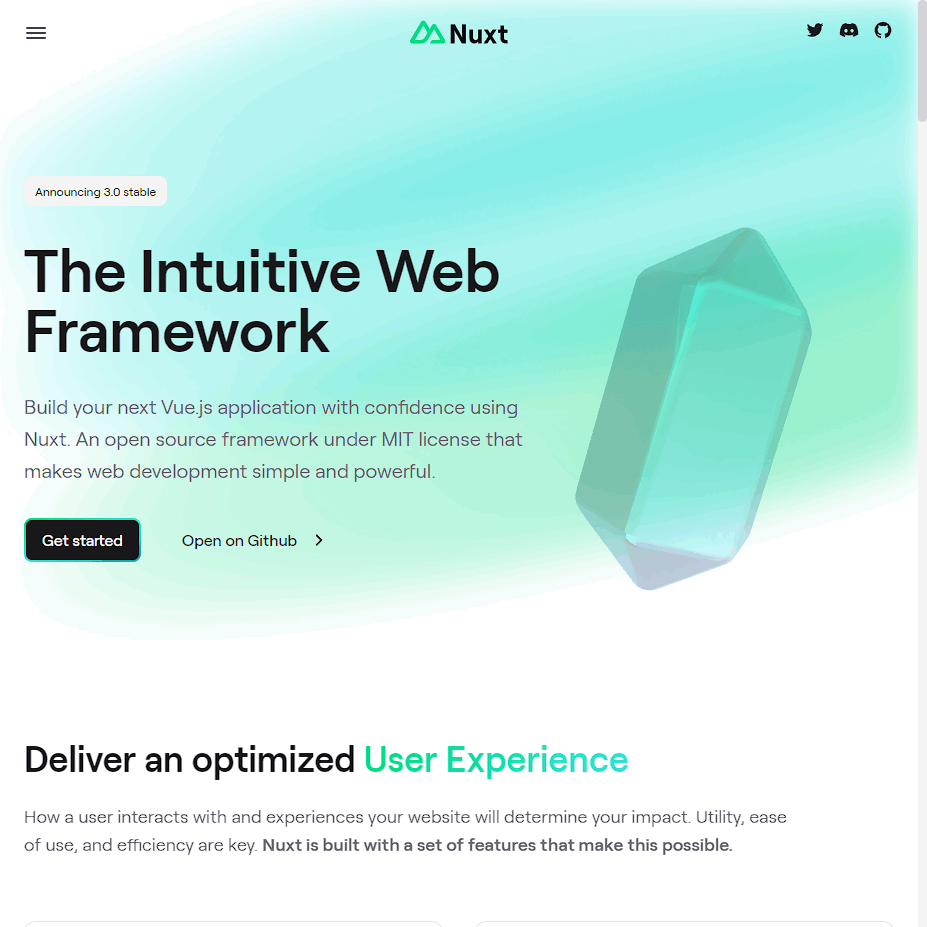 Nuxt
Announcing 3.0 stable
The Intuitive Web
Framework
Build your next Vue.js application with confidence using
Nuxt. An open source framework under MIT license that
makes web development simple and powerful.
Get started
Open on Github
Deliver an optimized User Experience
How a user interacts with and experiences your website will determine your impact. Utility, ease
of use, and efficiency are key. Nuxt is built with a set of features that make this possible.